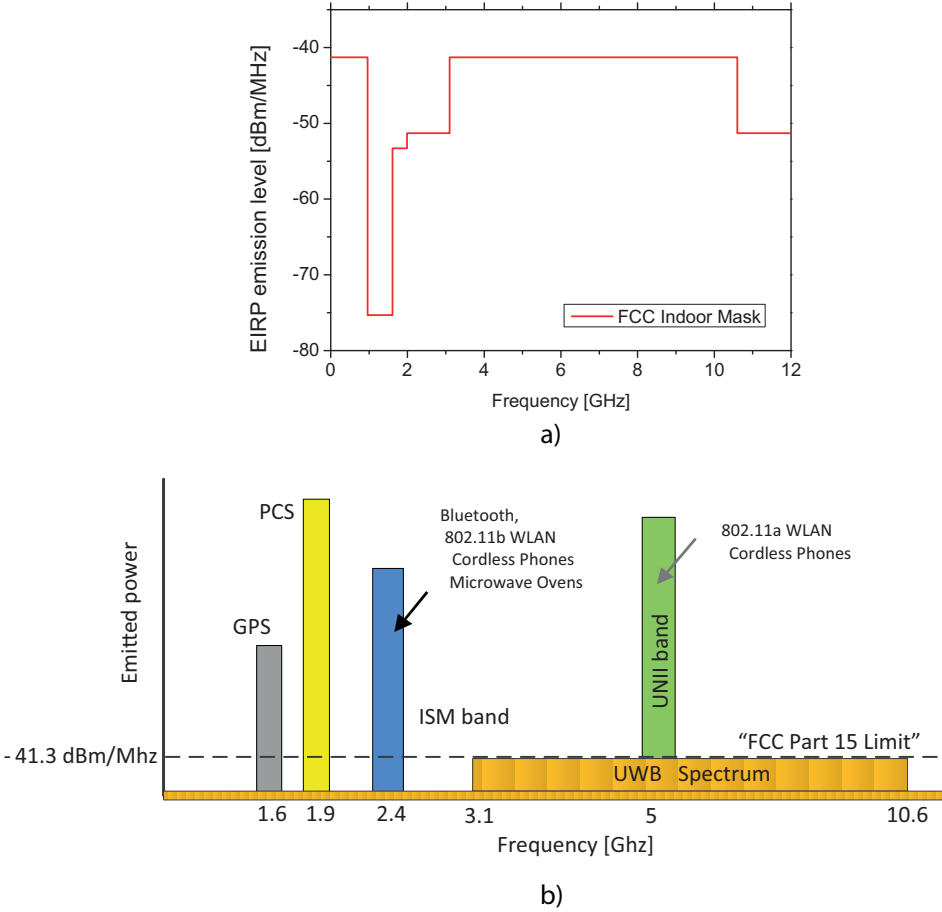 EIRP emission level [dBm/MHz]
-40
-50
-60
-70
-80
FCC Indoor Mask
0 2 4 6 8 10 12
Frequency [GHz]
a)
Emitted power
PCS
GPS
Bluetooth,
802.11b WLAN
Cordless Phones
Microwave Ovens
ISM band
802.11a WLAN
Cordless Phones
UNII band
- 41.3 dBm/Mhz
"FCC Part 15 Limit"
UWB Spectrum
1.6 1.9 2.4 3.1 5 10.6
Frequency [Ghz]
b)